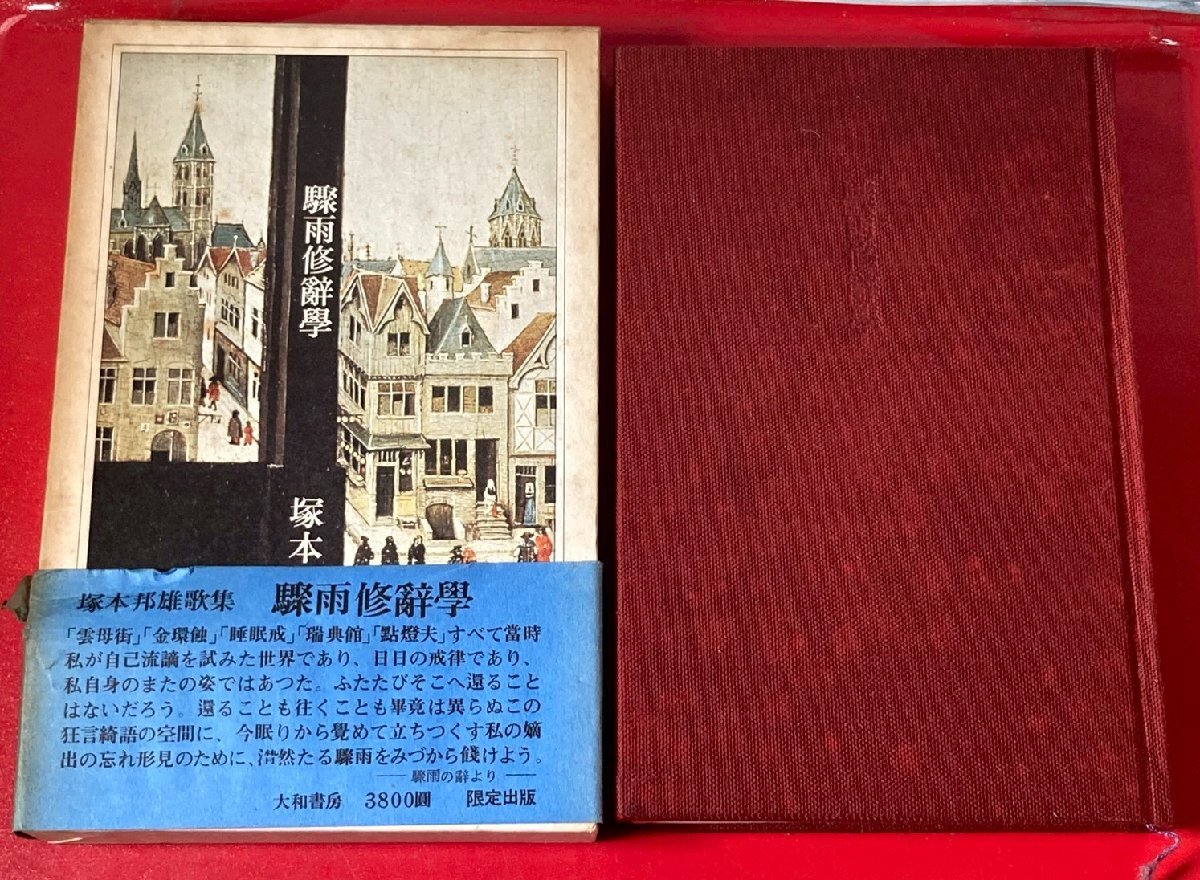 驟雨修辭學
塚本
塚本邦雄歌集 驟雨修辭學
「雲母街」「金環蝕」「睡眠戒」「瑞典館」「點燈夫」すべて當時
私が自己流謫を試みた世界であり、日日の戒律であり、
私自身のまたの姿ではあつた。ふたたびそこへ還ること
はないだろう。還ることも往くことも畢竟は異らぬこの
狂言綺語の空間に、今眠りから覺めて立ちつくす私の嫡
出の忘れ形見のために、潸然たる驟雨をみづから餞けよう。
── 驟雨の辭より ──
大和書房 3800圓 限定出版